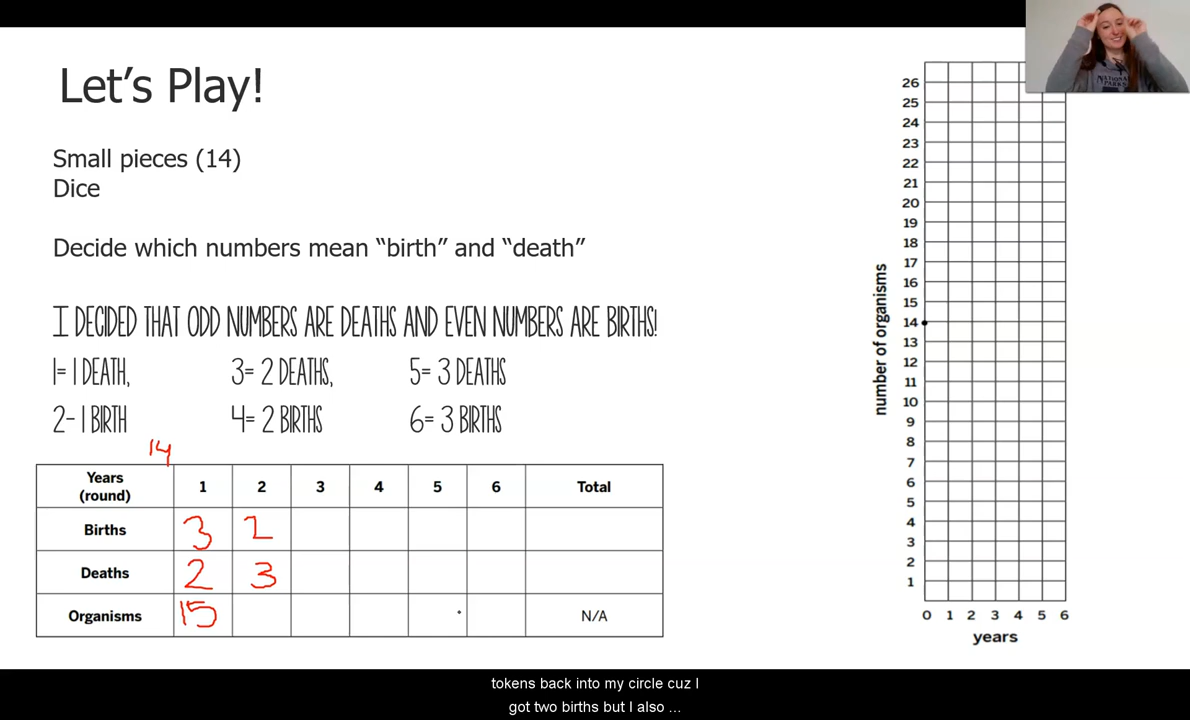 Let's Play!
Small pieces (14)
Dice
Decide which numbers mean “birth” and “death”
I DECIDED THAT ODD NUMBERS ARE DEATHS AND EVEN NUMBERS ARE BIRTHS!
1= 1 DEATH, 3= 2 DEATHS, 5= 3 DEATHS
2- 1 BIRTH 4= 2 BIRTHS 6= 3 BIRTHS
14
Years (round) 1 2 3 4 5 6 Total
Births 3 2
Deaths 2 3
Organisms 15 N/A
number of organisms
26
25
24
23
22
21
20
19
18
17
16
15
14
13
12
11
10
9
8
7
6
5
4
3
2
1
0 1 2 3 4 5 6
years
NATIONAL
PARKS
tokens back into my circle cuz I
got two births but I also ...